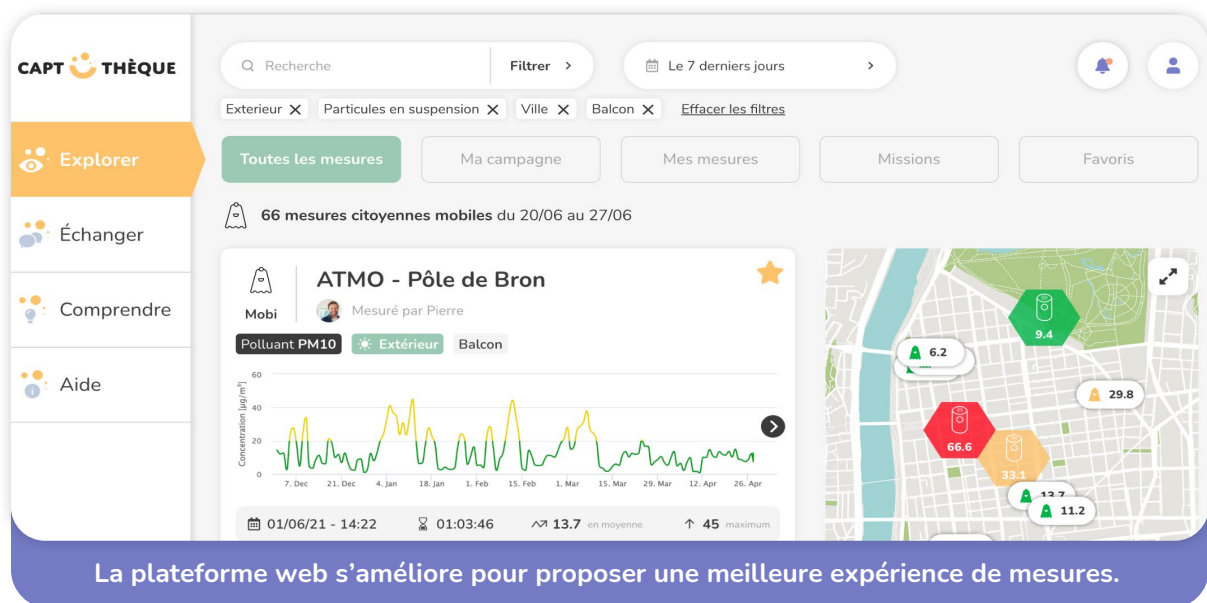 CAPT THÈQUE
Recherche
Filtrer >
Le 7 derniers jours >
Exterieur X Particules en suspension X Ville X Balcon X Effacer les filtres
Explorer
Échanger
Comprendre
Aide
Toutes les mesures
Ma campagne
Mes mesures
Missions
Favoris
66 mesures citoyennes mobiles du 20/06 au 27/06
Mobi
ATMO - Pôle de Bron
Mesuré par Pierre
Polluant PM10
Extérieur
Balcon
Concentration [µg/m³]
60
40
20
0
7. Dec 21. Dec 4. Jan 18. Jan 1. Feb 15. Feb 1. Mar 15. Mar 29. Mar 12. Apr 26. Apr
01/06/21 - 14:22
01:03:46
13.7 en moyenne
45 maximum
9.4
6.2
29.8
66.6
33.1
13.7
11.2
La plateforme web s’améliore pour proposer une meilleure expérience de mesures.